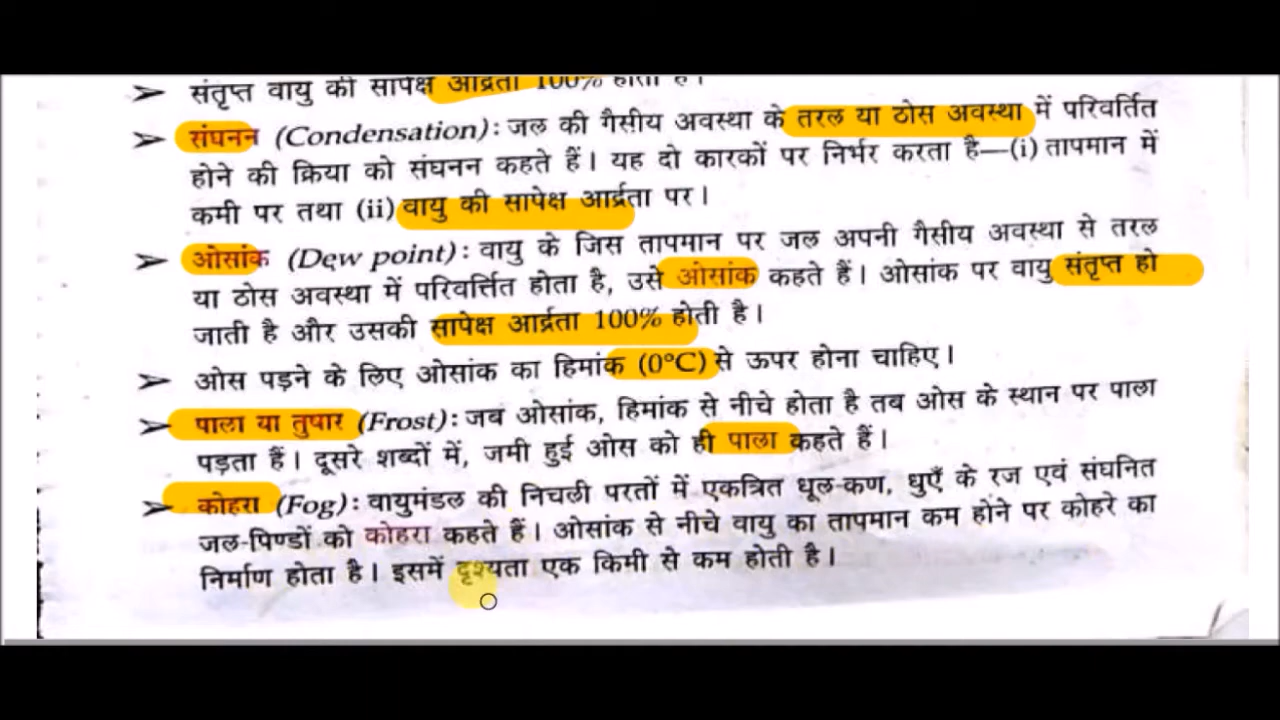 ➢ संतृप्त वायु की सापेक्ष आर्द्रता 100% होती है।
➢ संघनन (Condensation) : जल की गैसीय अवस्था के तरल या ठोस अवस्था में परिवर्तित
होने की क्रिया को संघनन कहते हैं। यह दो कारकों पर निर्भर करता है—(i) तापमान में
कमी पर तथा (ii) वायु की सापेक्ष आर्द्रता पर।
➢ ओसांक (Dew point) : वायु के जिस तापमान पर जल अपनी गैसीय अवस्था से तरल
या ठोस अवस्था में परिवर्त्तित होता है, उसे ओसांक कहते हैं। ओसांक पर वायु संतृप्त हो
जाती है और उसकी सापेक्ष आर्द्रता 100% होती है।
➢ ओस पड़ने के लिए ओसांक का हिमांक (0°C) से ऊपर होना चाहिए।
➢ पाला या तुषार (Frost) : जब ओसांक, हिमांक से नीचे होता है तब ओस के स्थान पर पाला
पड़ता हैं। दूसरे शब्दों में, जमी हुई ओस को ही पाला कहते हैं।
➢ कोहरा (Fog) : वायुमंडल की निचली परतों में एकत्रित धूल-कण, धुएँ के रज एवं संघनित
जल-पिण्डों को कोहरा कहते हैं। ओसांक से नीचे वायु का तापमान कम होने पर कोहरे का
निर्माण होता है। इसमें दृश्यता एक किमी से कम होती है।